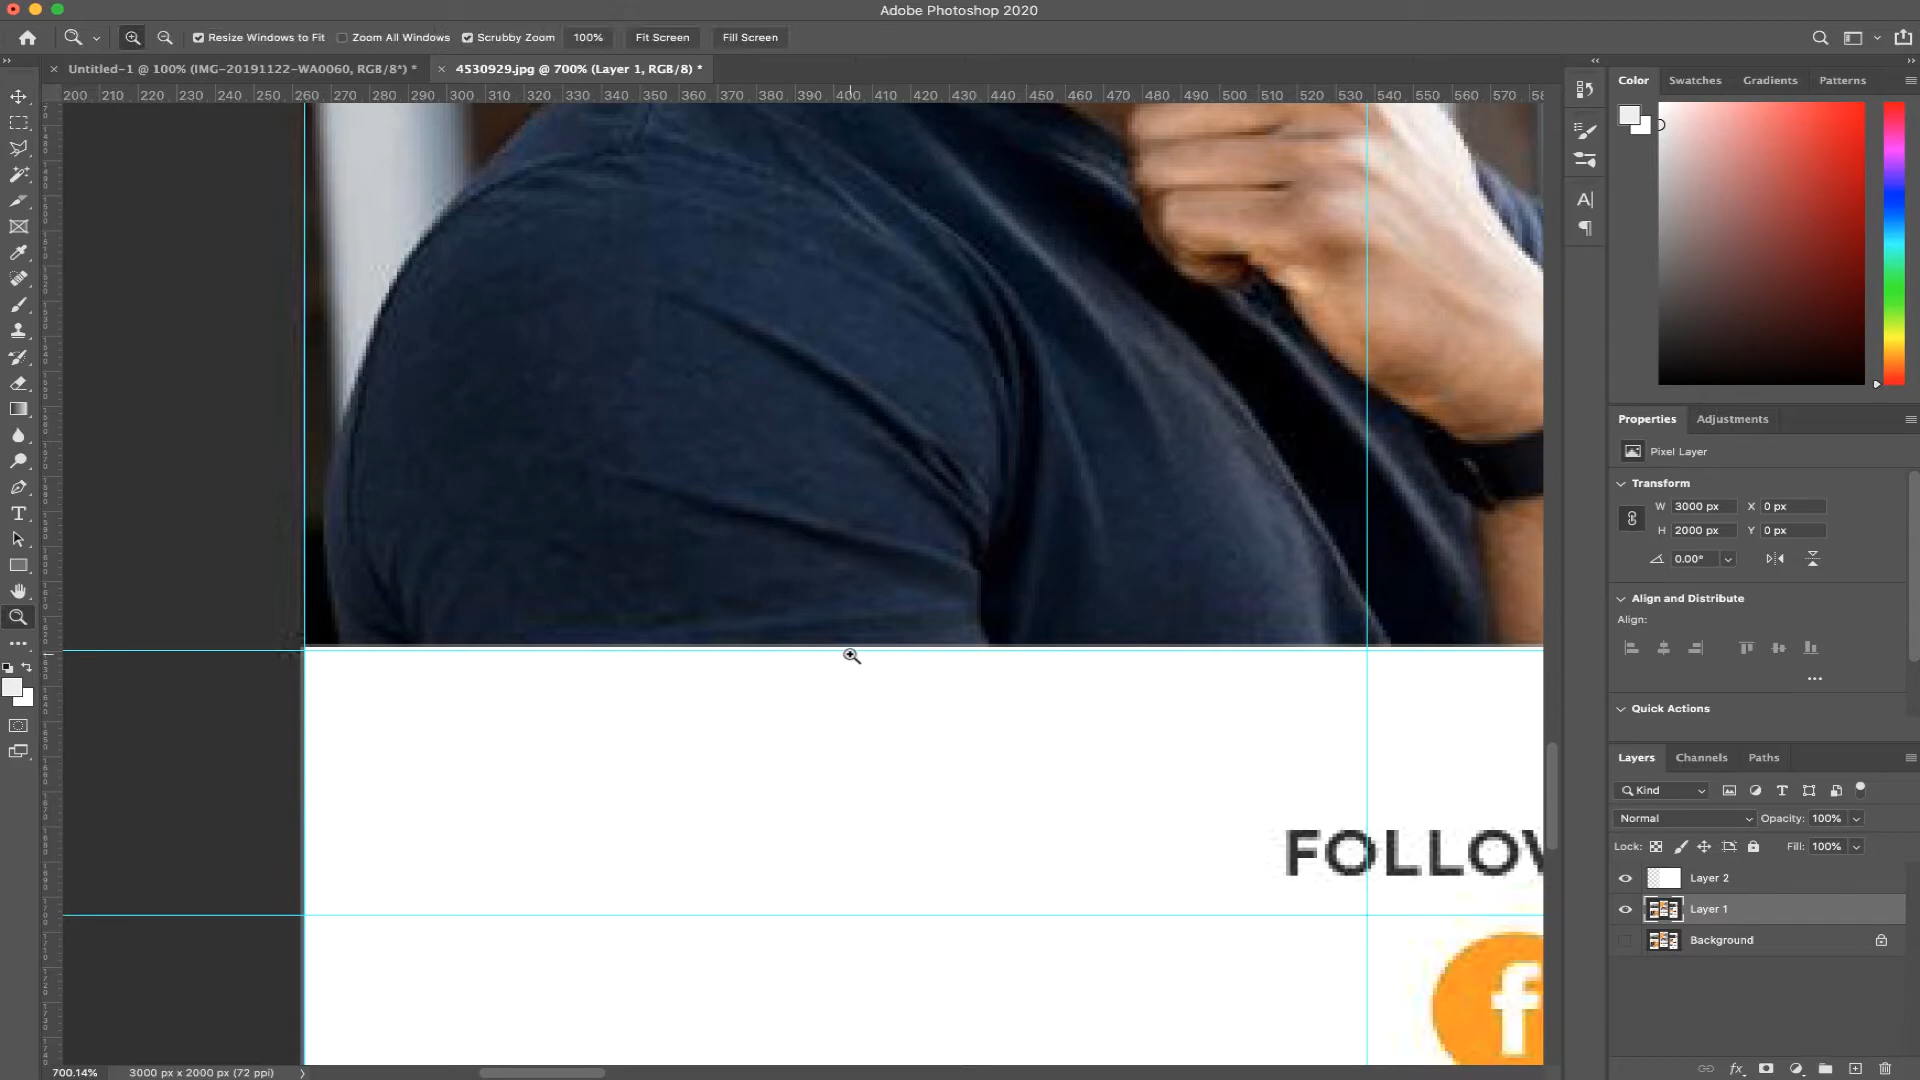 Adobe Photoshop 2020
Resize Windows to Fit Zoom All Windows Scrubby Zoom 100% Fit Screen Fill Screen
Untitled-1 @ 100% (IMG-20191122-WA0060, RGB/8*) * 4530929.jpg @ 700% (Layer 1, RGB/8) *
200 210 220 230 240 250 260 270 280 290 300 310 320 330 340 350 360 370 380 390 400 410 420 430 440 450 460 470 480 490 500 510 520 530 540 550 560 570 58
Color Swatches Gradients Patterns
Properties Adjustments
Pixel Layer
Transform
W 3000 px X 0 px
H 2000 px Y 0 px
0.00°
Align and Distribute
Align:
Quick Actions
Layers Channels Paths
Kind
Normal Opacity: 100%
Lock: Fill: 100%
Layer 2
Layer 1
Background
FOLLOW
f
700.14% 3000 px x 2000 px (72 ppi)